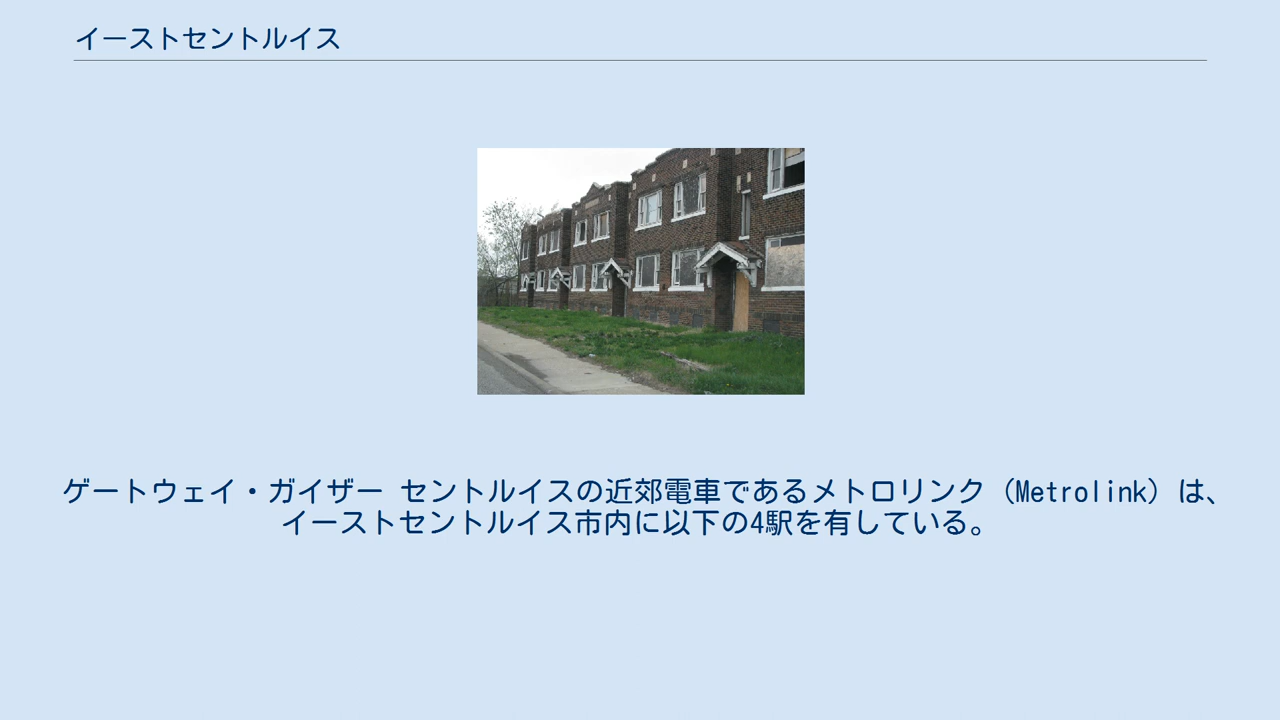 イーストセントルイス
ゲートウェイ・ガイザー セントルイスの近郊電車であるメトロリンク（Metrolink）は、
イーストセントルイス市内に以下の4駅を有している。